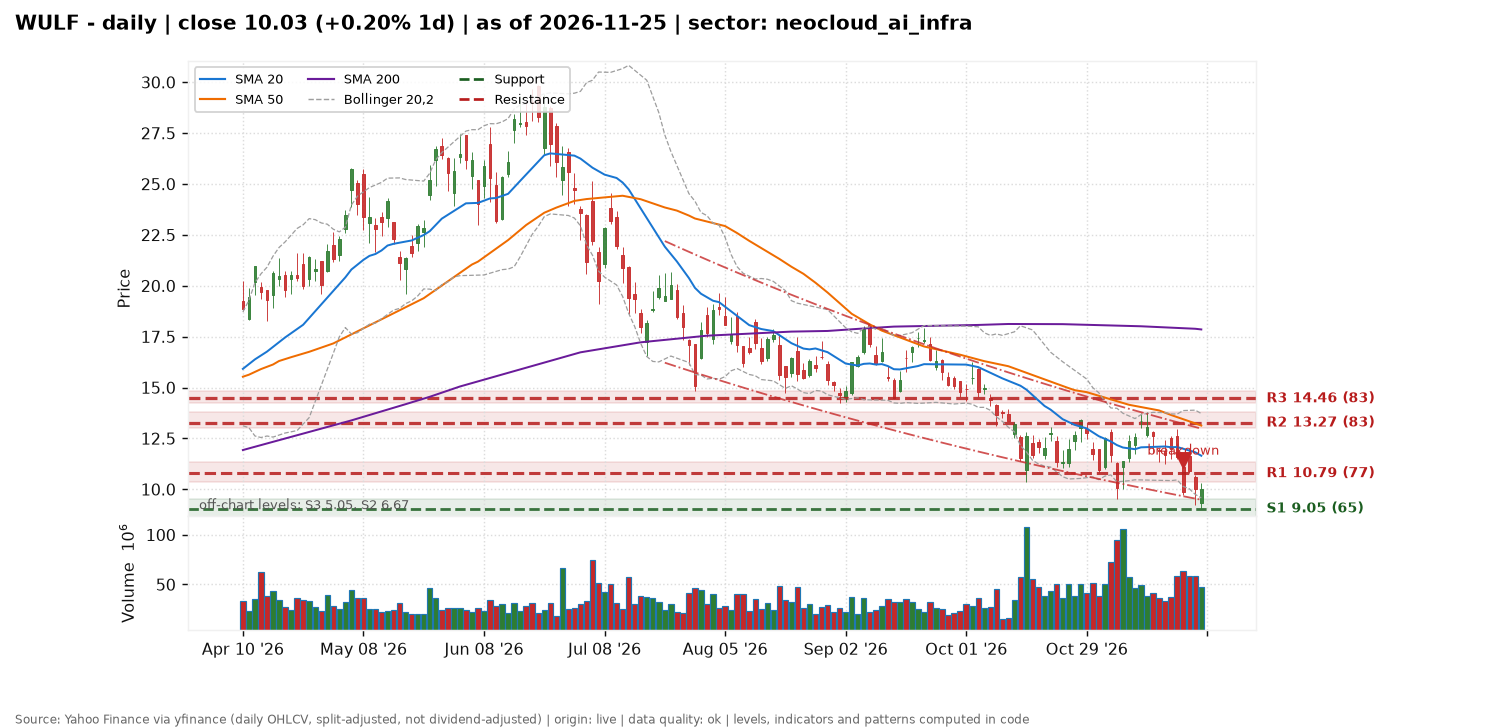 WULF - daily | close 10.03 (+0.20% 1d) | as of 2026-11-25 | sector: neocloud_ai_infra
SMA 20
SMA 50
SMA 200
Bollinger 20,2
Support
Resistance
Price
30.0
27.5
25.0
22.5
20.0
17.5
15.0
12.5
10.0
R3 14.46 (83)
R2 13.27 (83)
breakdown
R1 10.79 (77)
off-chart levels: S3 5.05, S2 6.67
S1 9.05 (65)
Volume 10⁶
100
50
Apr 10 '26
May 08 '26
Jun 08 '26
Jul 08 '26
Aug 05 '26
Sep 02 '26
Oct 01 '26
Oct 29 '26
Source: Yahoo Finance via yfinance (daily OHLCV, split-adjusted, not dividend-adjusted) | origin: live | data quality: ok | levels, indicators and patterns computed in code